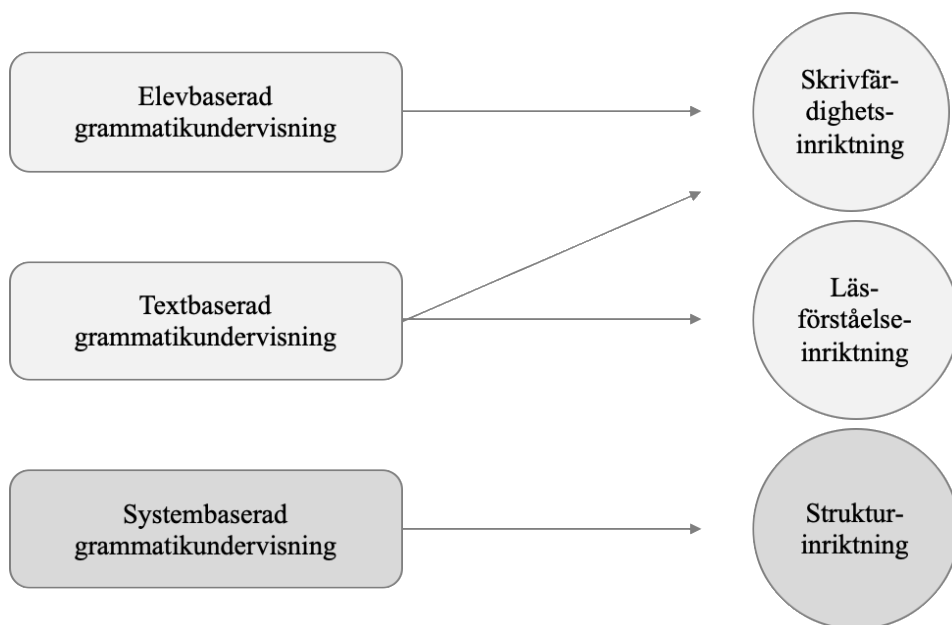 Elevbaserad
grammatikundervisning
Skrivfär-
dighets-
inriktning
Textbaserad
grammatikundervisning
Läs-
förståelse-
inriktning
Systembaserad
grammatikundervisning
Struktur-
inriktning